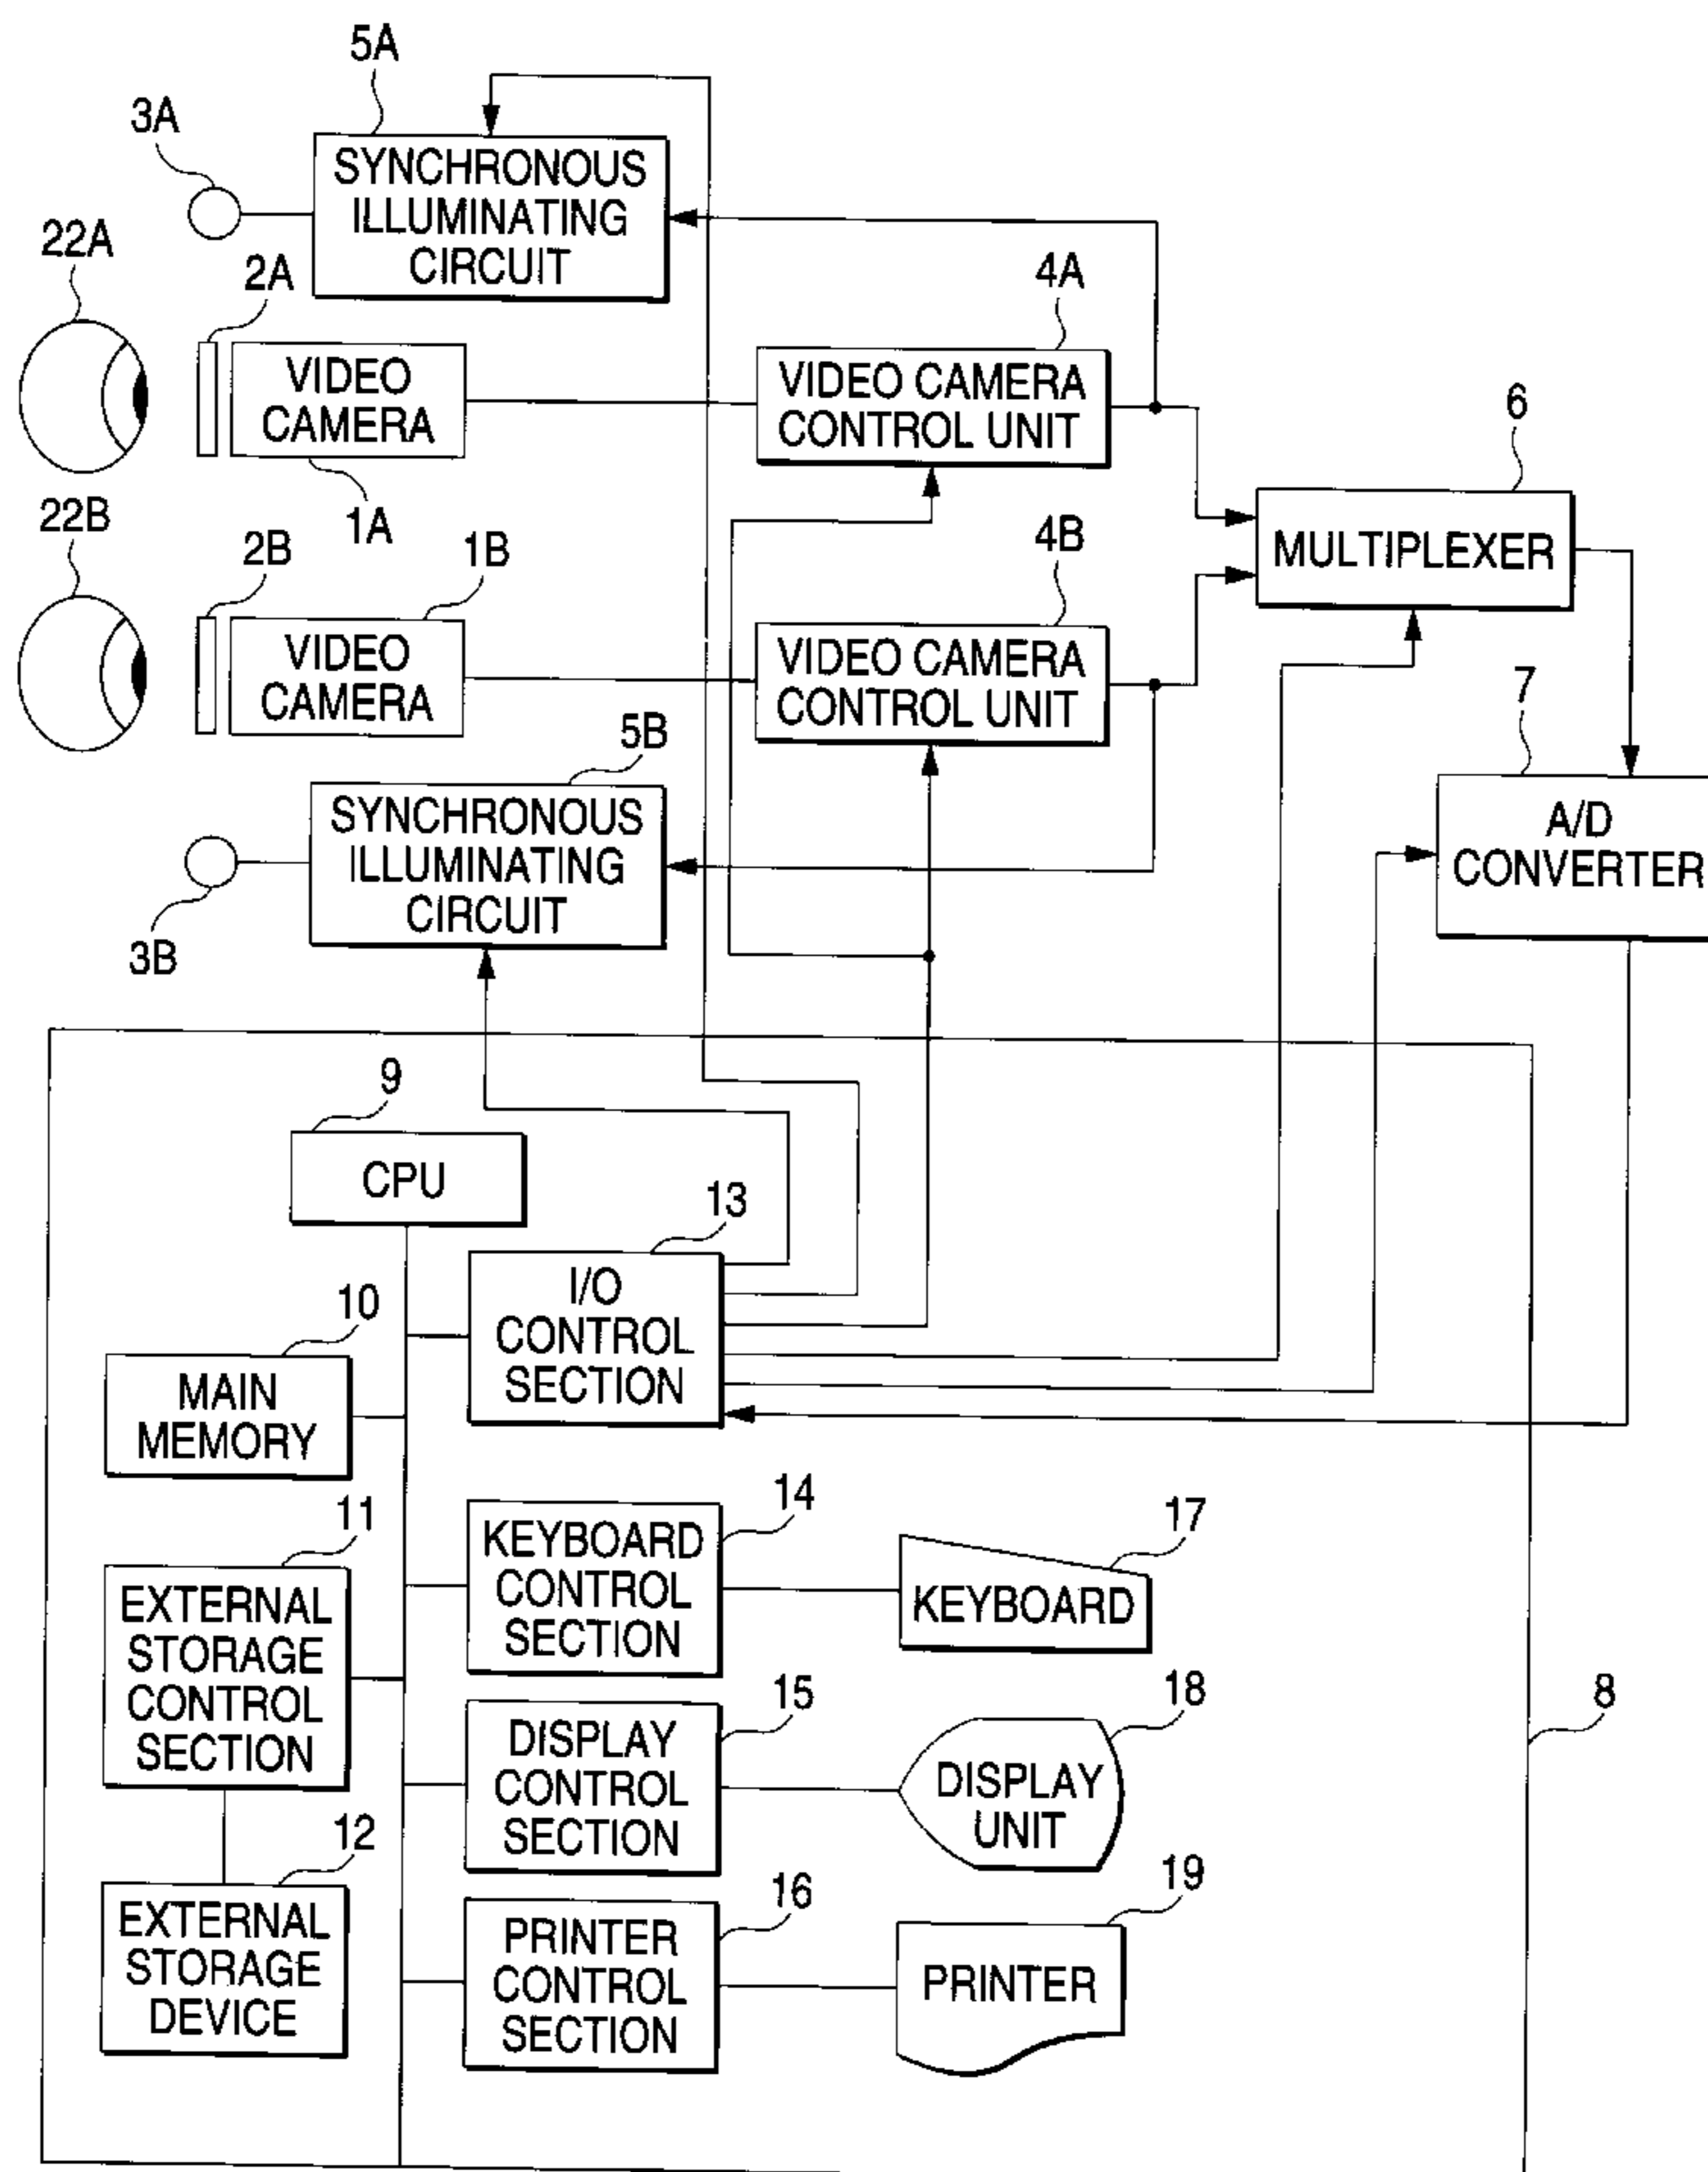 5A
3A
SYNCHRONOUS
ILLUMINATING
CIRCUIT
22A
2A
4A
VIDEO
CAMERA
VIDEO CAMERA
CONTROL UNIT
6
1A
22B
2B
1B
4B
MULTIPLEXER
VIDEO
CAMERA
VIDEO CAMERA
CONTROL UNIT
7
5B
A/D
CONVERTER
SYNCHRONOUS
ILLUMINATING
CIRCUIT
3B
9
CPU
13
I/O
CONTROL
SECTION
10
MAIN
MEMORY
11
14
17
KEYBOARD
CONTROL
SECTION
KEYBOARD
EXTERNAL
STORAGE
CONTROL
SECTION
15
18
8
DISPLAY
CONTROL
SECTION
DISPLAY
UNIT
12
16
19
EXTERNAL
STORAGE
DEVICE
PRINTER
CONTROL
SECTION
PRINTER